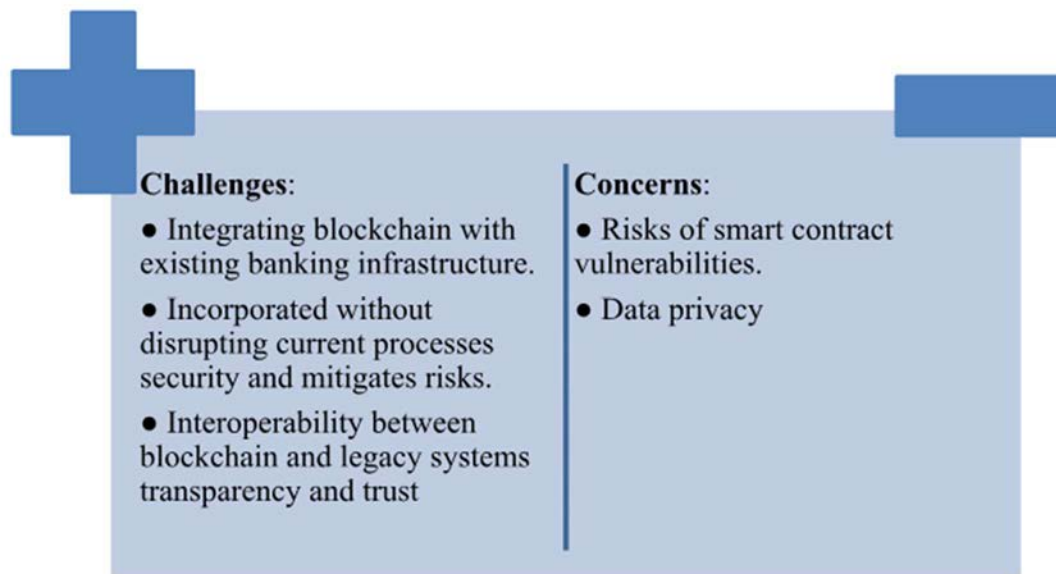 Challenges:
● Integrating blockchain with
existing banking infrastructure.
● Incorporated without
disrupting current processes
security and mitigates risks.
● Interoperability between
blockchain and legacy systems
transparency and trust
Concerns:
● Risks of smart contract
vulnerabilities.
● Data privacy